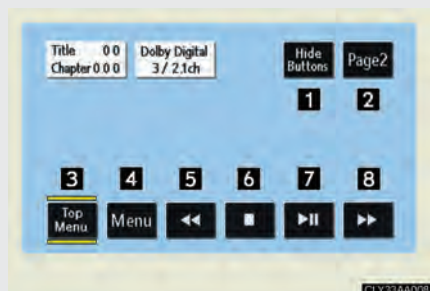 Title 0 0
Chapter 0 0 0
Dolby Digital
3 / 2.1ch
Hide
Buttons
Page2
1 2
3 4 5 6 7 8
Top
Menu
Menu
CLY33AA008